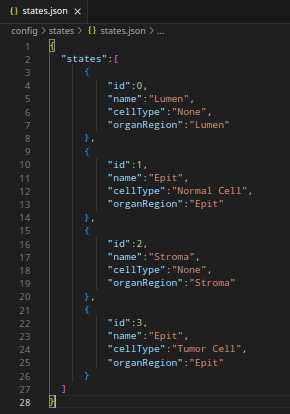 {} states.json ×
config > states > {} states.json > ...
1 {
2 "states":[
3 {
4 "id":0,
5 "name":"Lumen",
6 "cellType":"None",
7 "organRegion":"Lumen"
8 },
9 {
10 "id":1,
11 "name":"Epit",
12 "cellType":"Normal Cell",
13 "organRegion":"Epit"
14 },
15 {
16 "id":2,
17 "name":"Stroma",
18 "cellType":"None",
19 "organRegion":"Stroma"
20 },
21 {
22 "id":3,
23 "name":"Epit",
24 "cellType":"Tumor Cell",
25 "organRegion":"Epit"
26 }
27 ]
28 }